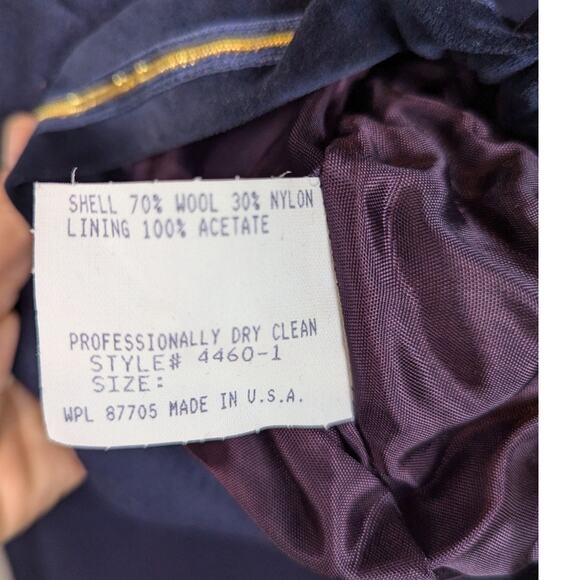 SHELL 70% WOOL 30% NYLON
LINING 100% ACETATE
PROFESSIONALLY DRY CLEAN
STYLE# 4460-1
SIZE:
WPL 87705 MADE IN U.S.A.